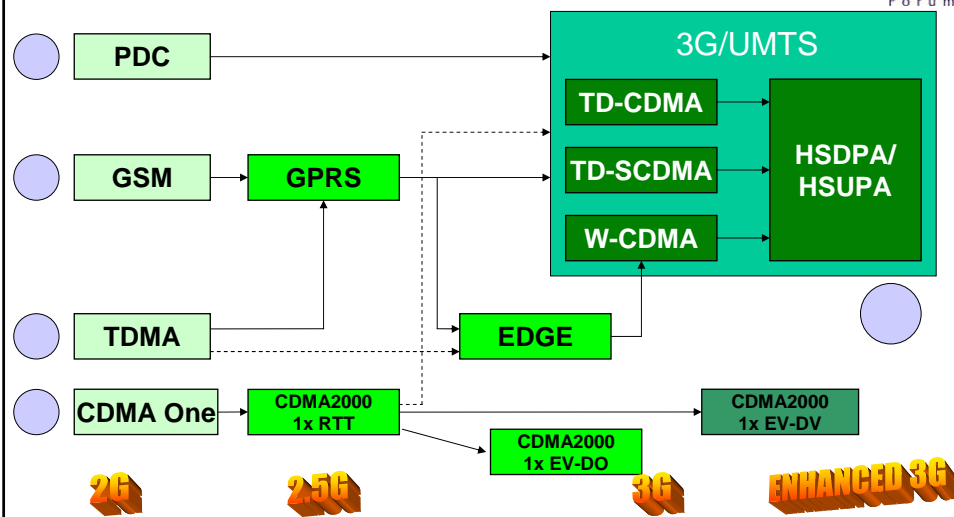 Forum
PDC
3G/UMTS
TD-CDMA
GSM
GPRS
TD-SCDMA
HSDPA/
HSUPA
W-CDMA
TDMA
EDGE
CDMA One
CDMA2000
1x RTT
CDMA2000
1x EV-DV
CDMA2000
1x EV-DO
2G
2.5G
3G
ENHANCED 3G